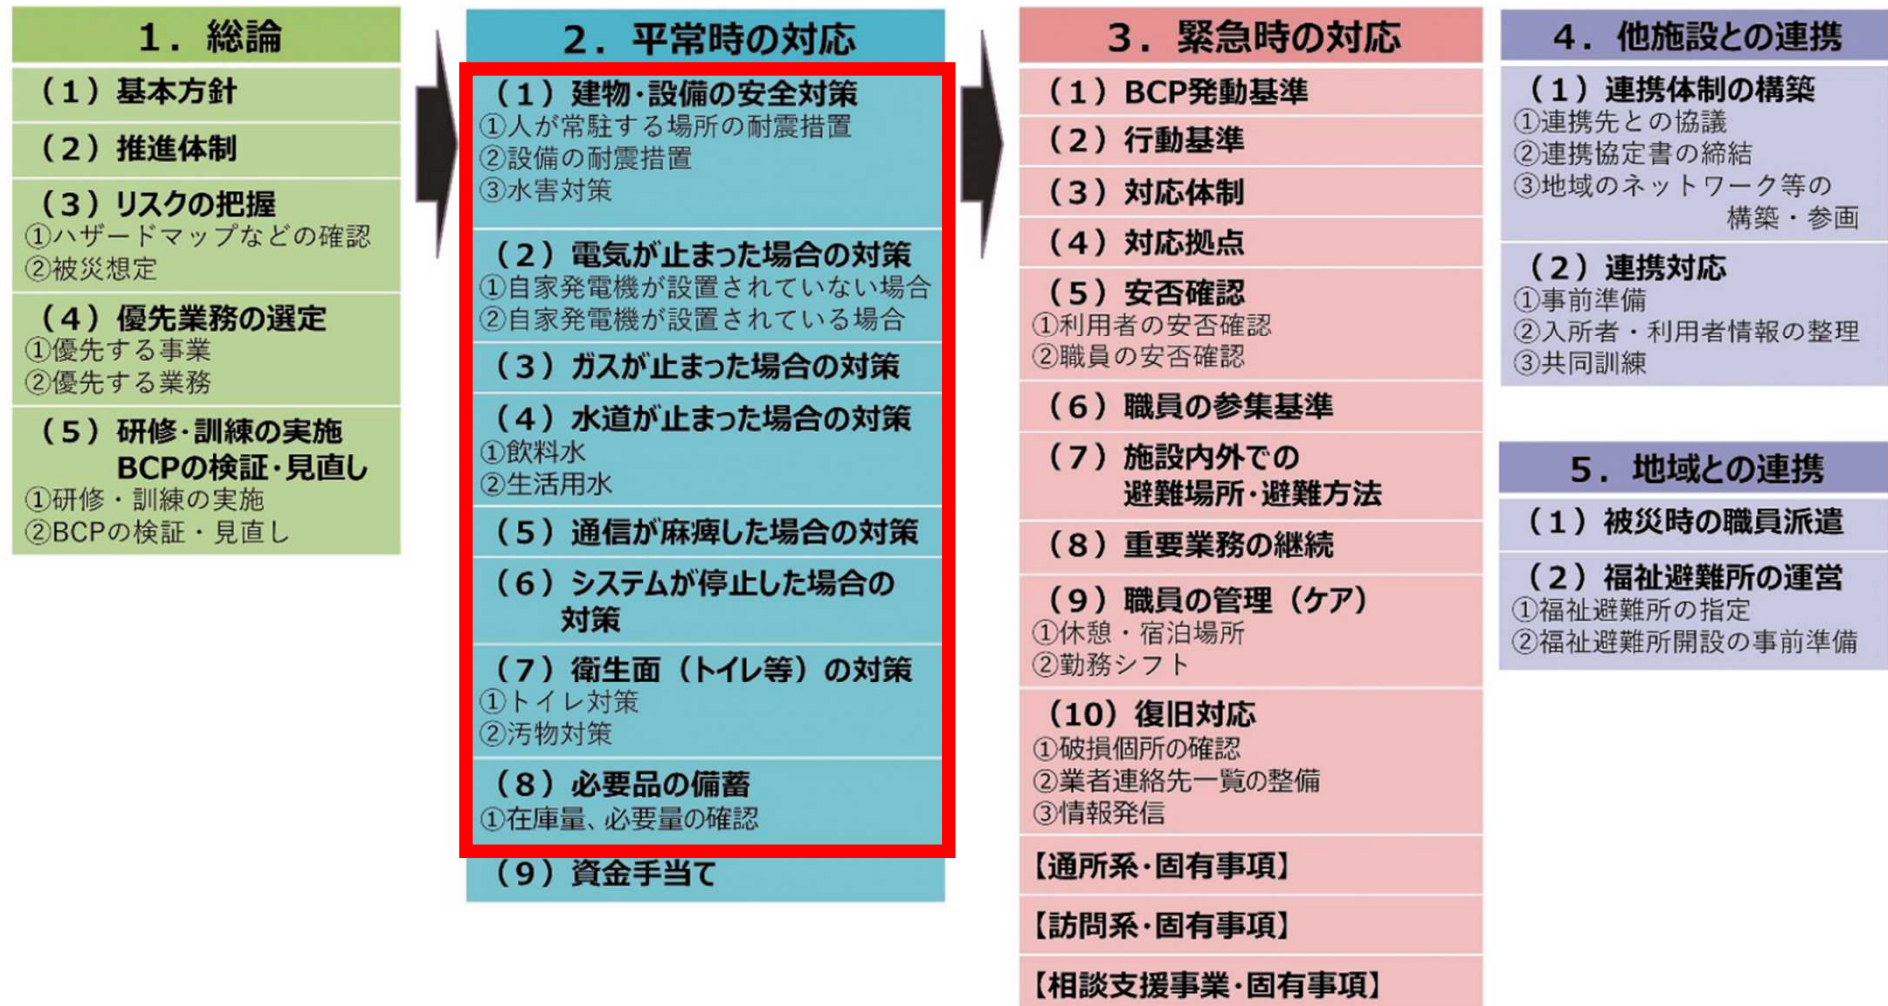 1．総論
（1）基本方針
（2）推進体制
（3）リスクの把握
①ハザードマップなどの確認
②被災想定
（4）優先業務の選定
①優先する事業
②優先する業務
（5）研修・訓練の実施
BCPの検証・見直し
①研修・訓練の実施
②BCPの検証・見直し
2．平常時の対応
（1）建物・設備の安全対策
①人が常駐する場所の耐震措置
②設備の耐震措置
③水害対策
（2）電気が止まった場合の対策
①自家発電機が設置されていない場合
②自家発電機が設置されている場合
（3）ガスが止まった場合の対策
（4）水道が止まった場合の対策
①飲料水
②生活用水
（5）通信が麻痺した場合の対策
（6）システムが停止した場合の
対策
（7）衛生面（トイレ等）の対策
①トイレ対策
②汚物対策
（8）必要品の備蓄
①在庫量、必要量の確認
（9）資金手当て
3．緊急時の対応
（1）BCP発動基準
（2）行動基準
（3）対応体制
（4）対応拠点
（5）安否確認
①利用者の安否確認
②職員の安否確認
（6）職員の参集基準
（7）施設内外での
避難場所・避難方法
（8）重要業務の継続
（9）職員の管理（ケア）
①休憩・宿泊場所
②勤務シフト
（10）復旧対応
①破損個所の確認
②業者連絡先一覧の整備
③情報発信
【通所系・固有事項】
【訪問系・固有事項】
【相談支援事業・固有事項】
4．他施設との連携
（1）連携体制の構築
①連携先との協議
②連携協定書の締結
③地域のネットワーク等の
構築・参画
（2）連携対応
①事前準備
②入所者・利用者情報の整理
③共同訓練
5．地域との連携
（1）被災時の職員派遣
（2）福祉避難所の運営
①福祉避難所の指定
②福祉避難所開設の事前準備